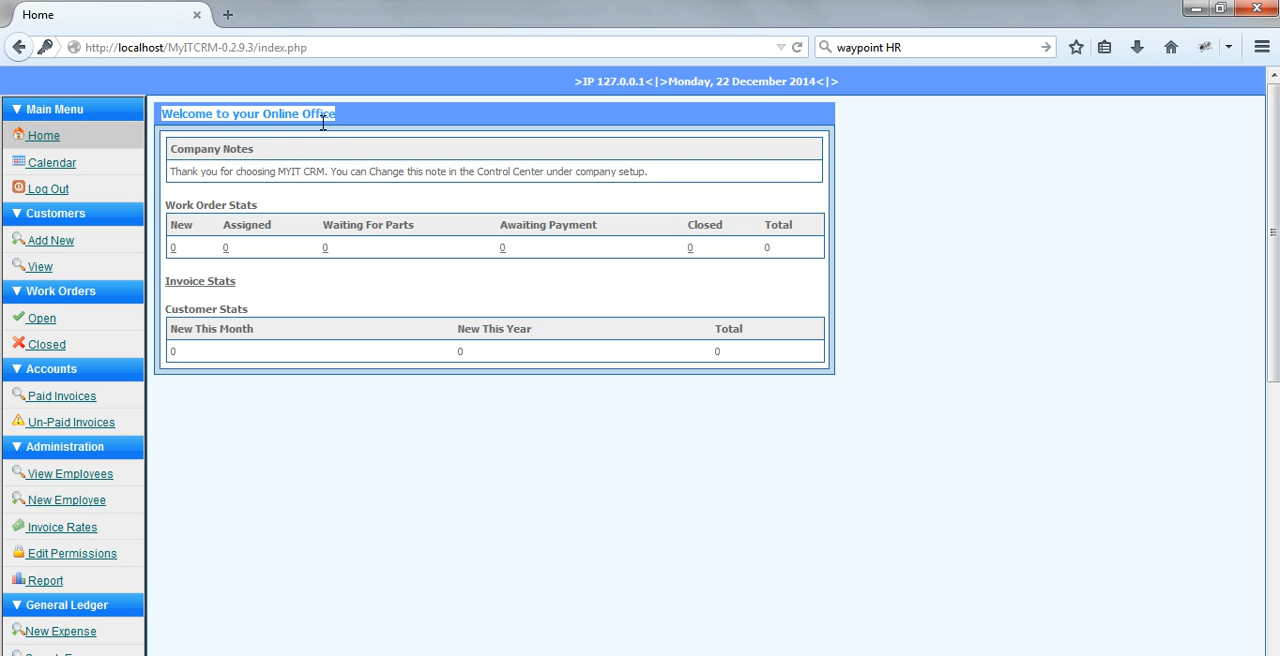 Home
http://localhost/MyITCRM-0.2.9.3/index.php
waypoint HR
>IP 127.0.0.1<|>Monday, 22 December 2014<|>
Main Menu
Home
Calendar
Log Out
Customers
Add New
View
Work Orders
Open
Closed
Accounts
Paid Invoices
Un-Paid Invoices
Administration
View Employees
New Employee
Invoice Rates
Edit Permissions
Report
General Ledger
New Expense
Welcome to your Online Office
Company Notes
Thank you for choosing MYIT CRM. You can Change this note in the Control Center under company setup.
Work Order Stats
New Assigned Waiting For Parts Awaiting Payment Closed Total
0 0 0 0 0 0
Invoice Stats
Customer Stats
New This Month New This Year Total
0 0 0